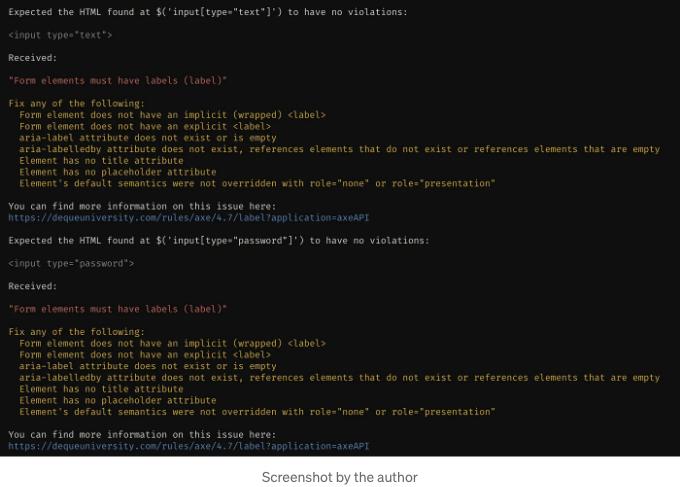 Expected the HTML found at $('input[type="text"]') to have no violations:
<input type="text">
Received:
"Form elements must have labels (label)"
Fix any of the following:
Form element does not have an implicit (wrapped) <label>
Form element does not have an explicit <label>
aria-label attribute does not exist or is empty
aria-labelledby attribute does not exist, references elements that do not exist or references elements that are empty
Element has no title attribute
Element has no placeholder attribute
Element's default semantics were not overridden with role="none" or role="presentation"
You can find more information on this issue here:
https://dequeuniversity.com/rules/axe/4.7/label?application=axeAPI
Expected the HTML found at $('input[type="password"]') to have no violations:
<input type="password">
Received:
"Form elements must have labels (label)"
Fix any of the following:
Form element does not have an implicit (wrapped) <label>
Form element does not have an explicit <label>
aria-label attribute does not exist or is empty
aria-labelledby attribute does not exist, references elements that do not exist or references elements that are empty
Element has no title attribute
Element has no placeholder attribute
Element's default semantics were not overridden with role="none" or role="presentation"
You can find more information on this issue here:
https://dequeuniversity.com/rules/axe/4.7/label?application=axeAPI
Screenshot by the author